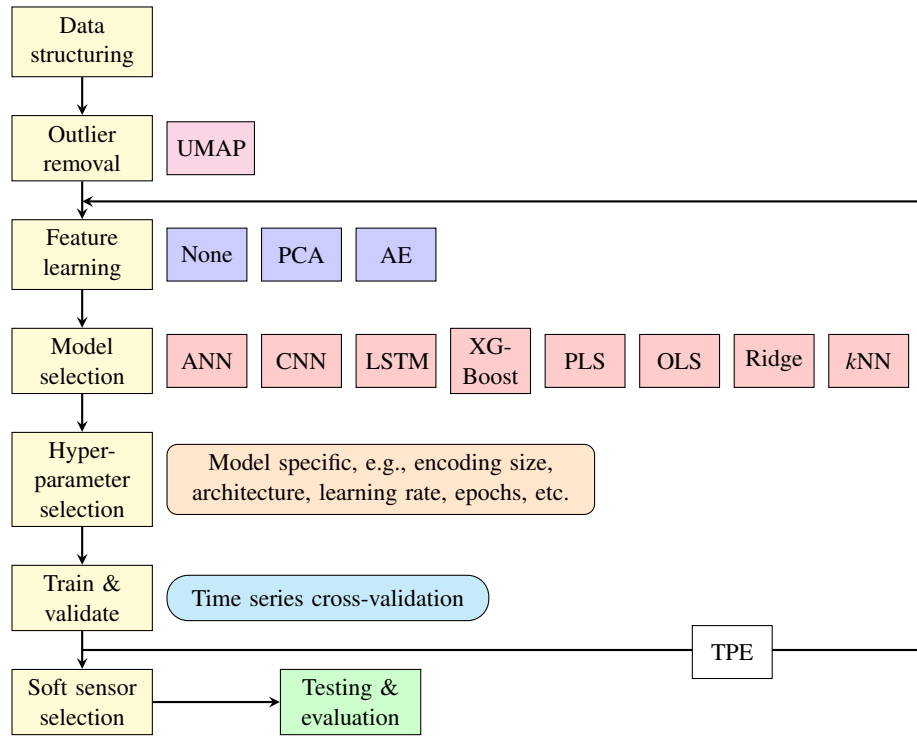 Data
structuring
Outlier
removal
UMAP
Feature
learning
None
PCA
AE
Model
selection
ANN
CNN
LSTM
XG-
Boost
PLS
OLS
Ridge
kNN
Hyper-
parameter
selection
Model specific, e.g., encoding size,
architecture, learning rate, epochs, etc.
Train &
validate
Time series cross-validation
TPE
Soft sensor
selection
Testing &
evaluation